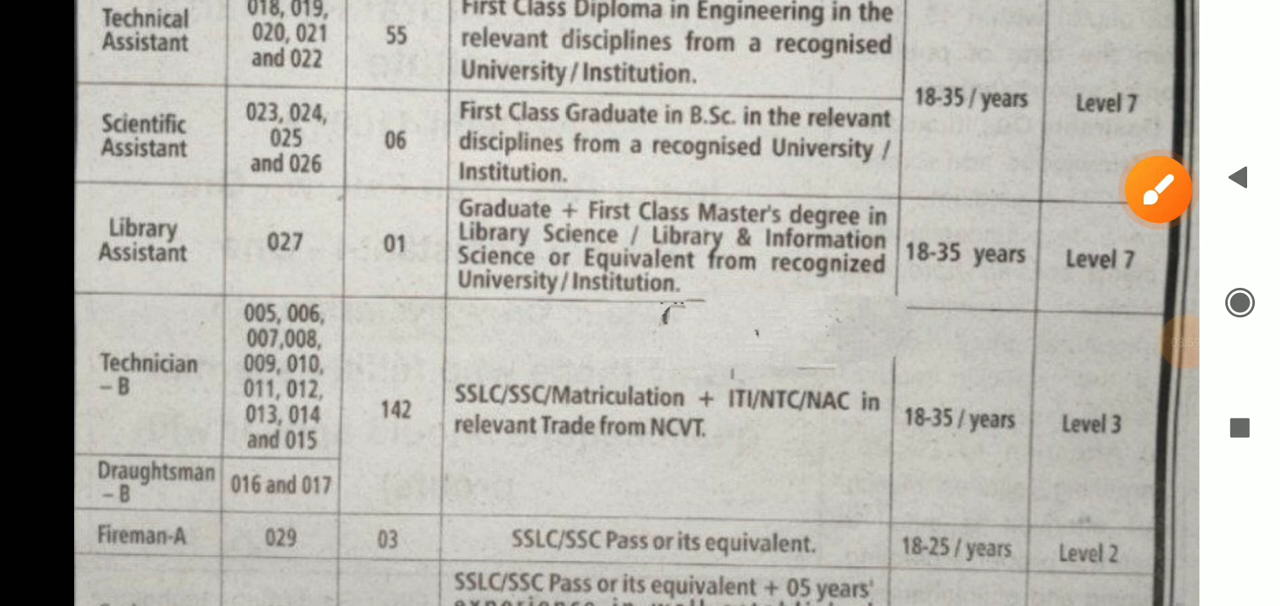 Technical
Assistant
018, 019,
020, 021
and 022
55
First Class Diploma in Engineering in the
relevant disciplines from a recognised
University / Institution.
18-35 / years
Level 7
Scientific
Assistant
023, 024,
025
and 026
06
First Class Graduate in B.Sc. in the relevant
disciplines from a recognised University /
Institution.
Library
Assistant
027
01
Graduate + First Class Master's degree in
Library Science / Library & Information
Science or Equivalent from recognized
University / Institution.
18-35 years
Level 7
Technician
– B
005, 006,
007,008,
009, 010,
011, 012,
013, 014
and 015
142
SSLC/SSC/Matriculation + ITI/NTC/NAC in
relevant Trade from NCVT.
18-35 / years
Level 3
Draughtsman
– B
016 and 017
Fireman-A
029
03
SSLC/SSC Pass or its equivalent.
18-25 / years
Level 2
SSLC/SSC Pass or its equivalent + 05 years'